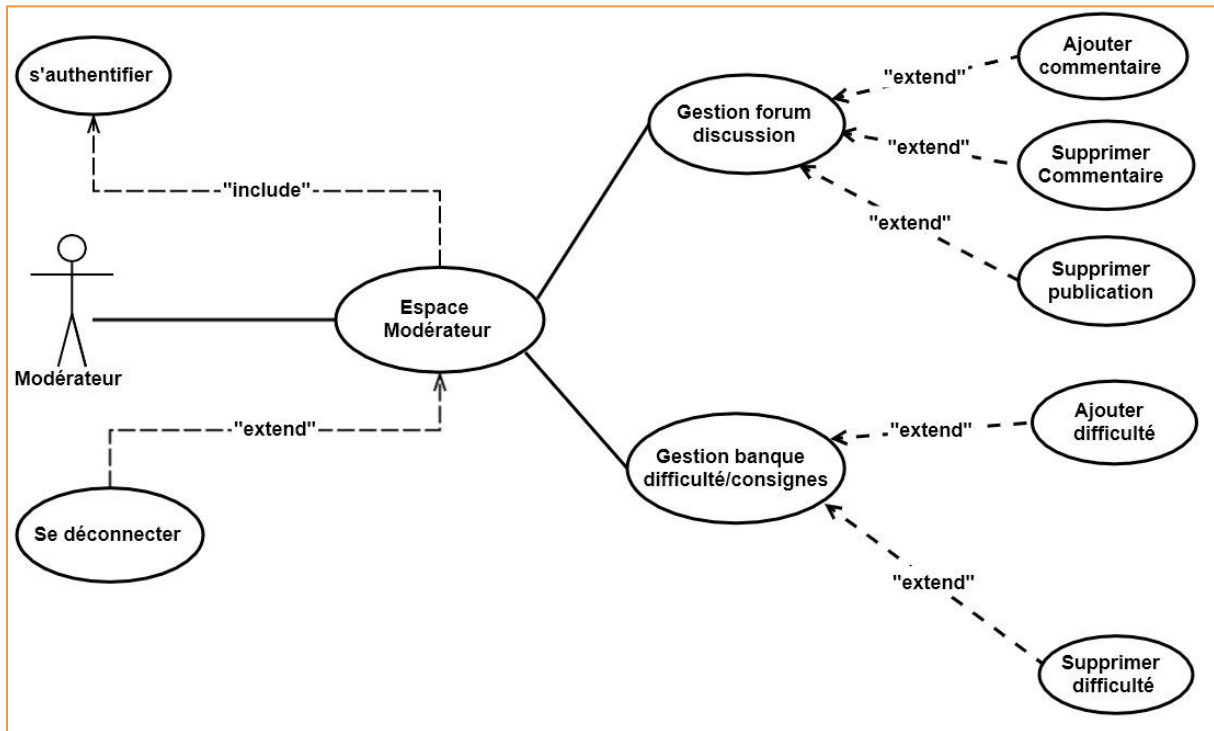 s'authentifier
"include"
Modérateur
Espace
Modérateur
"extend"
Se déconnecter
Gestion forum
discussion
"extend"
Ajouter
commentaire
"extend"
Supprimer
Commentaire
"extend"
Supprimer
publication
Gestion banque
difficulté/consignes
"extend"
Ajouter
difficulté
"extend"
Supprimer
difficulté